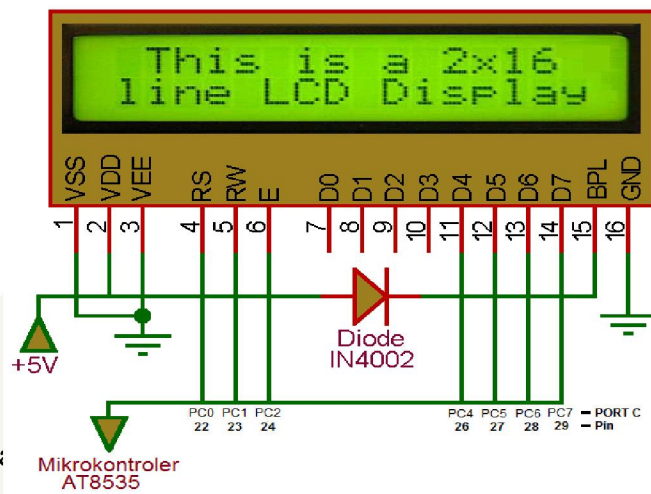 This is a 2x16
line LCD Display
VSS VDD VEE RS RW E D0 D1 D2 D3 D4 D5 D6 D7 BPL GND
1 2 3 4 5 6 7 8 9 10 11 12 13 14 15 16
Diode
IN4002
+5V
PC0 PC1 PC2 PC4 PC5 PC6 PC7 – PORT C
22 23 24 26 27 28 29 – Pin
Mikrokontroler
AT8535